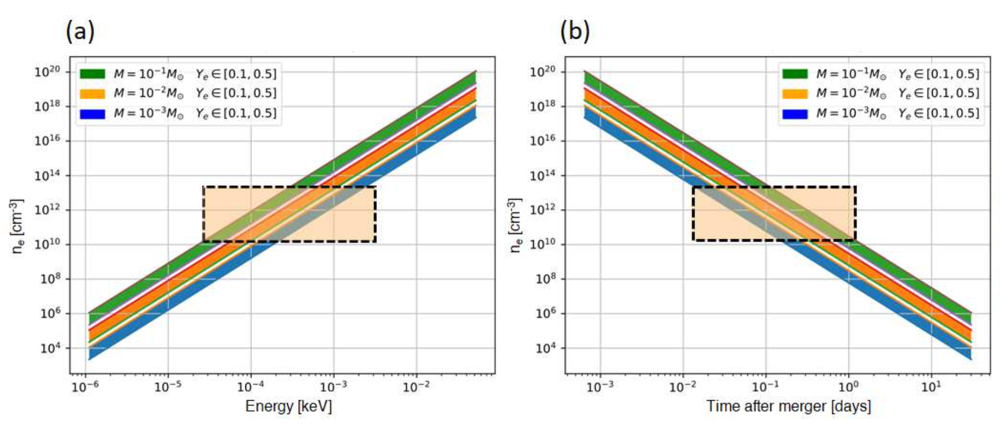 (a)
(b)
10²⁰
10¹⁸
10¹⁶
10¹⁴
10¹²
10¹⁰
10⁸
10⁶
10⁴
nₑ [cm⁻³]
M = 10⁻¹M⊙ Yₑ ∈ [0.1, 0.5]
M = 10⁻²M⊙ Yₑ ∈ [0.1, 0.5]
M = 10⁻³M⊙ Yₑ ∈ [0.1, 0.5]
10⁻⁶ 10⁻⁵ 10⁻⁴ 10⁻³ 10⁻²
Energy [keV]
10²⁰
10¹⁸
10¹⁶
10¹⁴
10¹²
10¹⁰
10⁸
10⁶
10⁴
nₑ [cm⁻³]
M = 10⁻¹M⊙ Yₑ ∈ [0.1, 0.5]
M = 10⁻²M⊙ Yₑ ∈ [0.1, 0.5]
M = 10⁻³M⊙ Yₑ ∈ [0.1, 0.5]
10⁻³ 10⁻² 10⁻¹ 10⁰ 10¹
Time after merger [days]